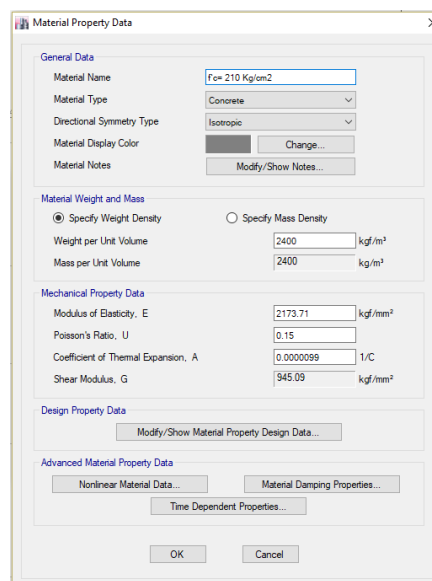 Material Property Data
General Data
Material Name f'c= 210 Kg/cm2
Material Type Concrete
Directional Symmetry Type Isotropic
Material Display Color Change...
Material Notes Modify/Show Notes...
Material Weight and Mass
Specify Weight Density Specify Mass Density
Weight per Unit Volume 2400 kgf/m³
Mass per Unit Volume 2400 kg/m³
Mechanical Property Data
Modulus of Elasticity, E 2173.71 kgf/mm²
Poisson's Ratio, U 0.15
Coefficient of Thermal Expansion, A 0.0000099 1/C
Shear Modulus, G 945.09 kgf/mm²
Design Property Data
Modify/Show Material Property Design Data...
Advanced Material Property Data
Nonlinear Material Data... Material Damping Properties...
Time Dependent Properties...
OK Cancel